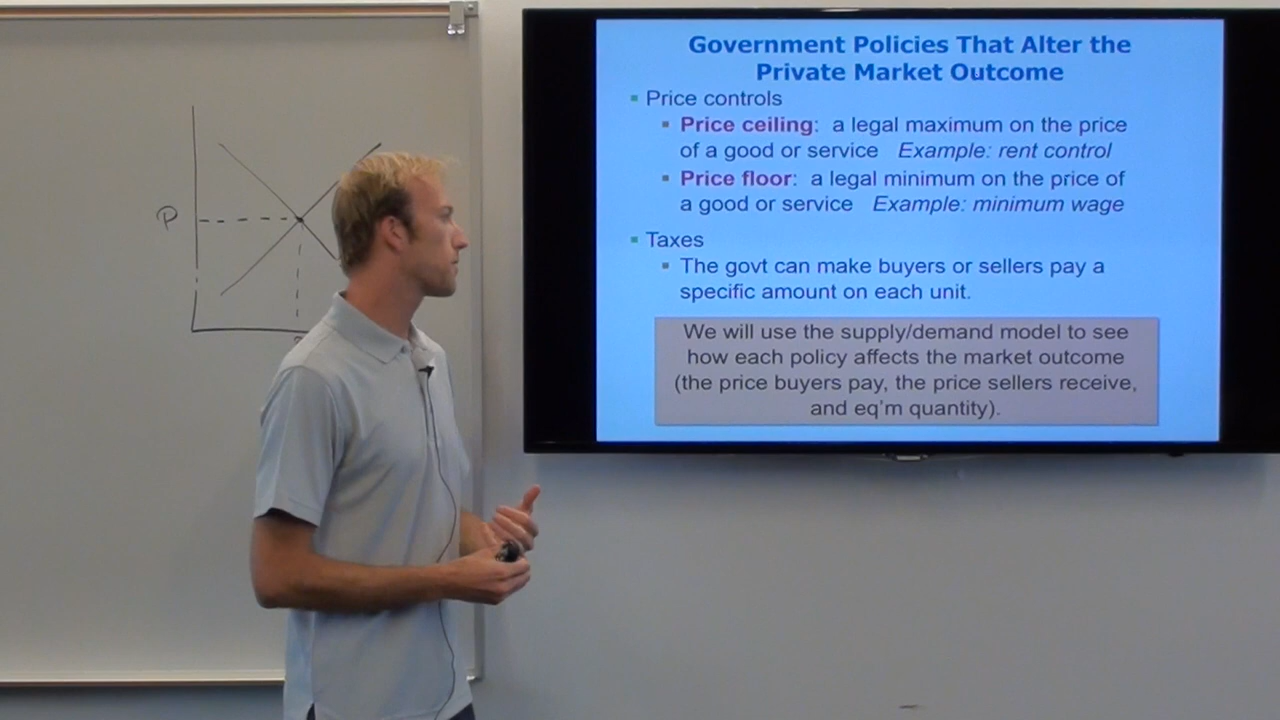 P
Government Policies That Alter the
Private Market Outcome
▪ Price controls
▪ Price ceiling: a legal maximum on the price
of a good or service Example: rent control
▪ Price floor: a legal minimum on the price of
a good or service Example: minimum wage
▪ Taxes
▪ The govt can make buyers or sellers pay a
specific amount on each unit.
We will use the supply/demand model to see
how each policy affects the market outcome
(the price buyers pay, the price sellers receive,
and eq'm quantity).